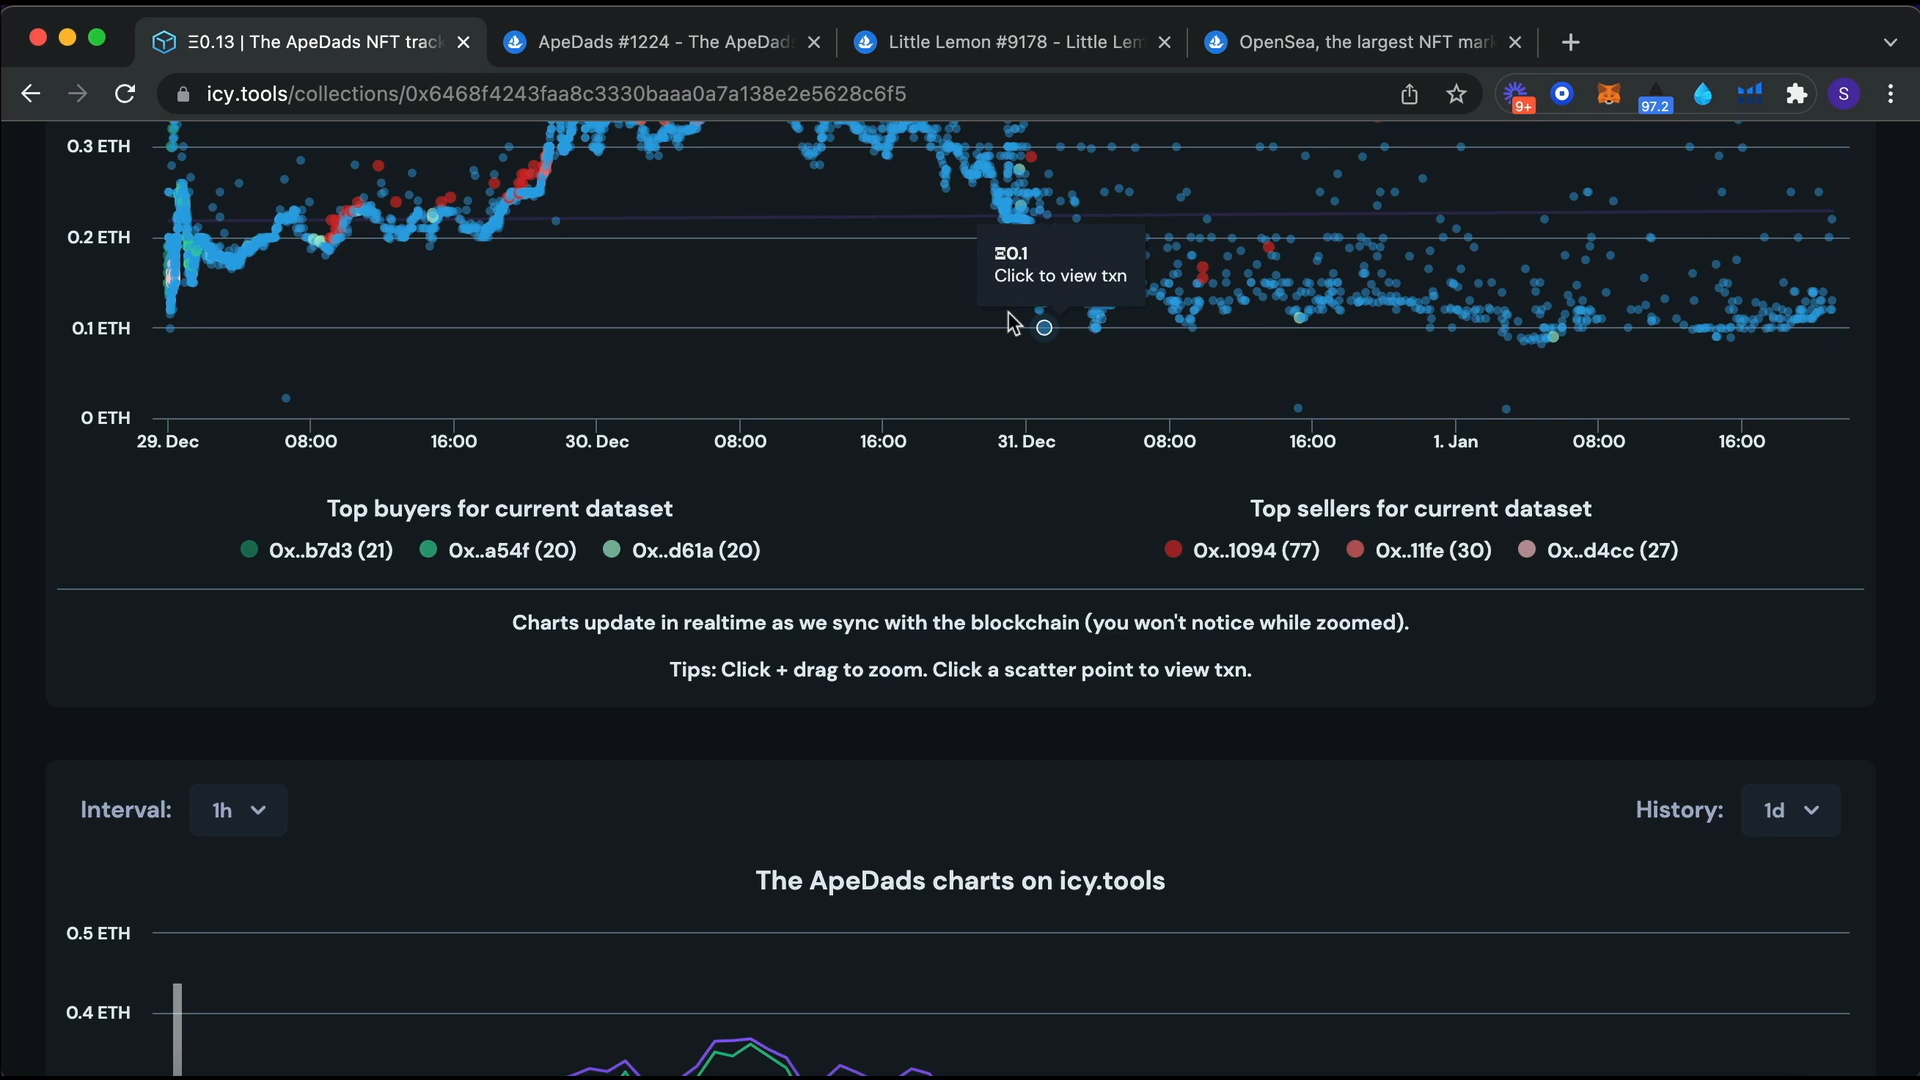 Ξ0.13 | The ApeDads NFT track
ApeDads #1224 - The ApeDads
Little Lemon #9178 - Little Lem
OpenSea, the largest NFT mark
icy.tools/collections/0x6468f4243faa8c3330baaa0a7a138e2e5628c6f5
9+
97.2
S
0.3 ETH
0.2 ETH
Ξ0.1
Click to view txn
0.1 ETH
0 ETH
29. Dec 08:00 16:00 30. Dec 08:00 16:00 31. Dec 08:00 16:00 1. Jan 08:00 16:00
Top buyers for current dataset
0x..b7d3 (21) 0x..a54f (20) 0x..d61a (20)
Top sellers for current dataset
0x..1094 (77) 0x..11fe (30) 0x..d4cc (27)
Charts update in realtime as we sync with the blockchain (you won't notice while zoomed).
Tips: Click + drag to zoom. Click a scatter point to view txn.
Interval: 1h
History: 1d
The ApeDads charts on icy.tools
0.5 ETH
0.4 ETH